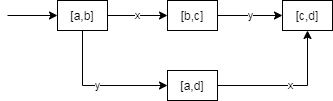 [a,b] x [b,c] y [c,d]
y [a,d] x